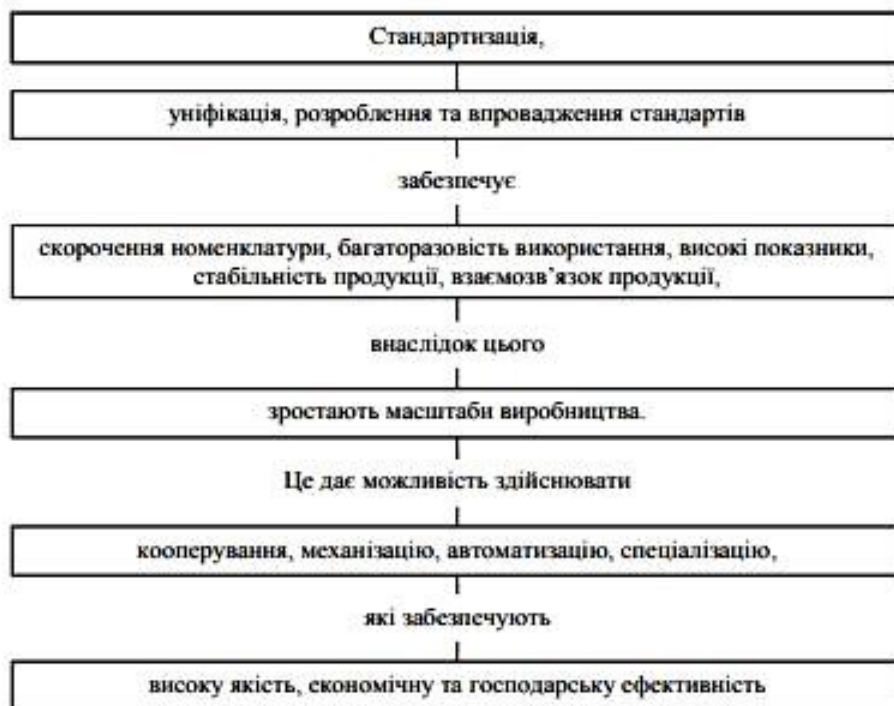 Стандартизація,
уніфікація, розроблення та впровадження стандартів
забезпечує
скорочення номенклатури, багаторазовість використання, високі показники,
стабільність продукції, взаємозв’язок продукції,
внаслідок цього
зростають масштаби виробництва.
Це дає можливість здійснювати
кооперування, механізацію, автоматизацію, спеціалізацію,
які забезпечують
високу якість, економічну та господарську ефективність